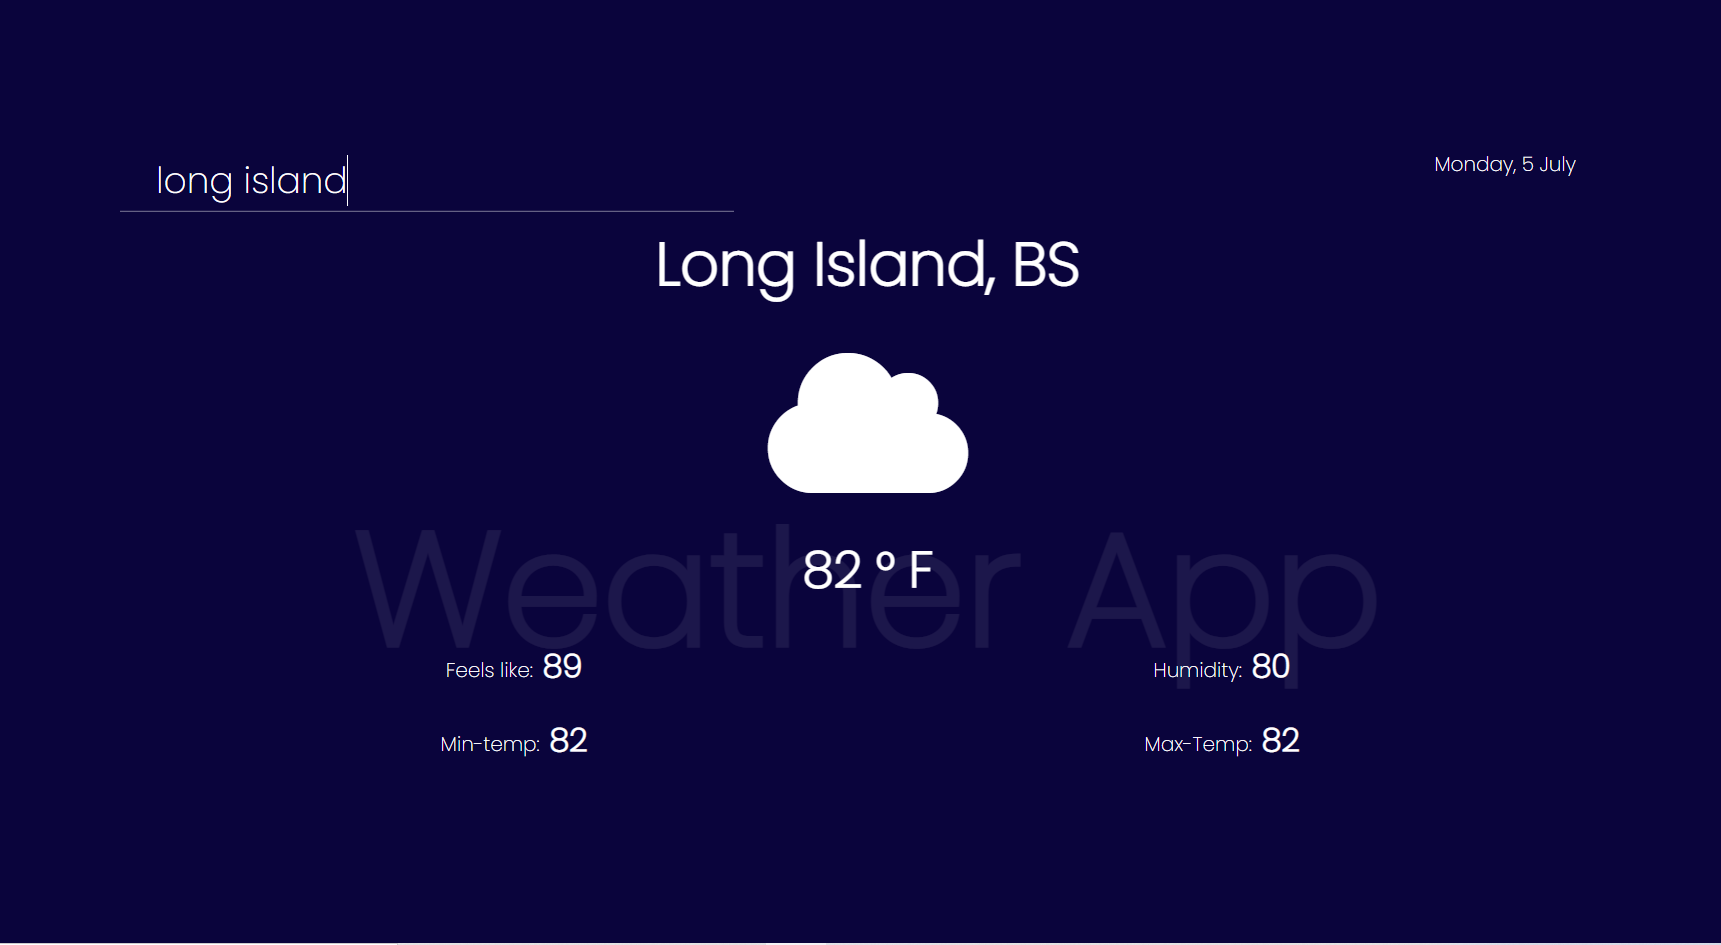 long island
Monday, 5 July
Long Island, BS
82 º F
Weather App
Feels like: 89
Humidity: 80
Min-temp: 82
Max-Temp: 82